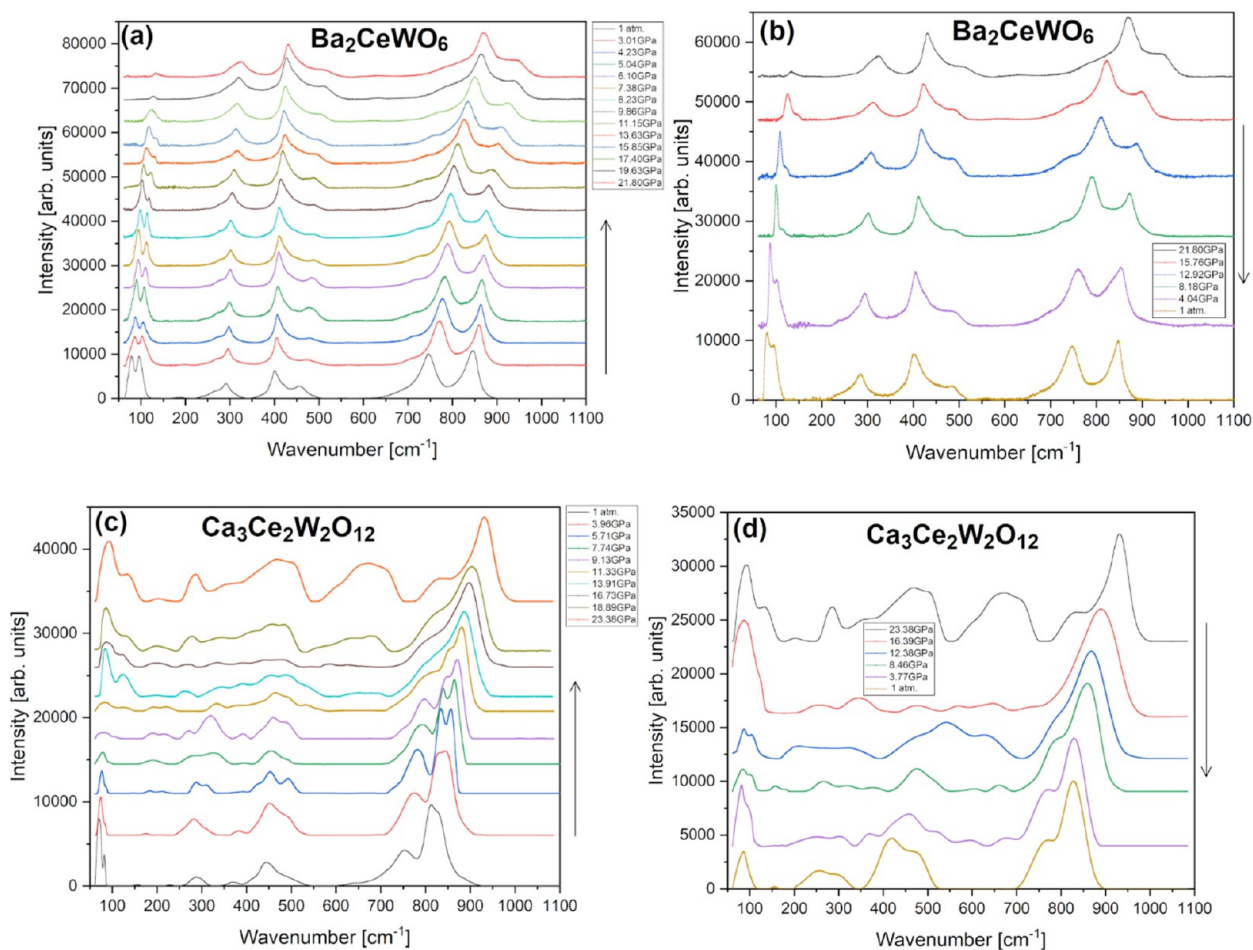 (a)
Ba2CeWO6
1 atm.
3.01GPa
4.23GPa
5.04GPa
6.10GPa
7.38GPa
8.23GPa
9.86GPa
11.15GPa
13.63GPa
15.85GPa
17.40GPa
19.63GPa
21.80GPa
80000
70000
60000
50000
40000
30000
20000
10000
0
Intensity [arb. units]
100 200 300 400 500 600 700 800 900 1000 1100
Wavenumber [cm-1]
(b)
Ba2CeWO6
60000
50000
40000
30000
20000
10000
0
Intensity [arb. units]
21.80GPa
15.76GPa
12.92GPa
8.18GPa
4.04GPa
1 atm.
100 200 300 400 500 600 700 800 900 1000 1100
Wavenumber [cm-1]
(c)
Ca3Ce2W2O12
1 atm.
3.96GPa
5.71GPa
7.74GPa
9.13GPa
11.33GPa
13.91GPa
16.73GPa
18.89GPa
23.38GPa
40000
30000
20000
10000
0
Intensity [arb. units]
100 200 300 400 500 600 700 800 900 1000 1100
Wavenumber [cm-1]
(d)
Ca3Ce2W2O12
35000
30000
25000
20000
15000
10000
5000
0
Intensity [arb. units]
23.38GPa
16.39GPa
12.38GPa
8.46GPa
3.77GPa
1 atm.
100 200 300 400 500 600 700 800 900 1000 1100
Wavenumber [cm-1]